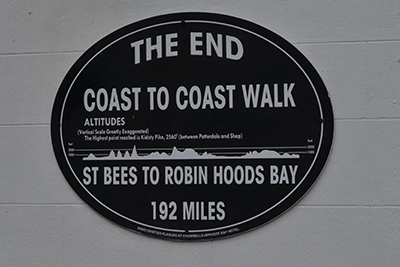 THE END
COAST TO COAST WALK
ALTITUDES
(Vertical Scale Greatly Exaggerated)
The Highest point reached is Kidsty Pike, 2560' (between Patterdale and Shap)
ST BEES TO ROBIN HOODS BAY
192 MILES